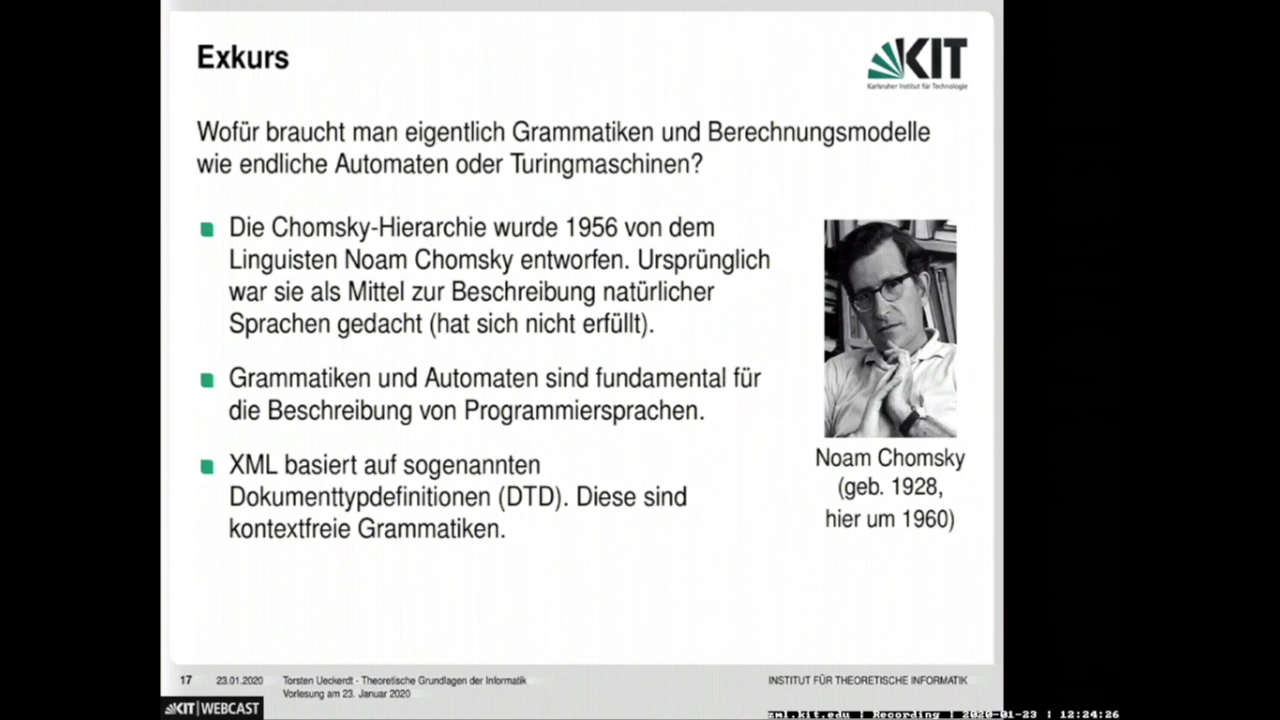 Exkurs
KIT
Karlsruher Institut für Technologie
Wofür braucht man eigentlich Grammatiken und Berechnungsmodelle
wie endliche Automaten oder Turingmaschinen?
Die Chomsky-Hierarchie wurde 1956 von dem
Linguisten Noam Chomsky entworfen. Ursprünglich
war sie als Mittel zur Beschreibung natürlicher
Sprachen gedacht (hat sich nicht erfüllt).
Grammatiken und Automaten sind fundamental für
die Beschreibung von Programmiersprachen.
XML basiert auf sogenannten
Dokumenttypdefinitionen (DTD). Diese sind
kontextfreie Grammatiken.
Noam Chomsky
(geb. 1928,
hier um 1960)
17 23.01.2020 Torsten Ueckerdt - Theoretische Grundlagen der Informatik
Vorlesung am 23. Januar 2020
INSTITUT FÜR THEORETISCHE INFORMATIK
KIT | WEBCAST
zml.kit.edu | Recording | 2020-01-23 | 12:24:26